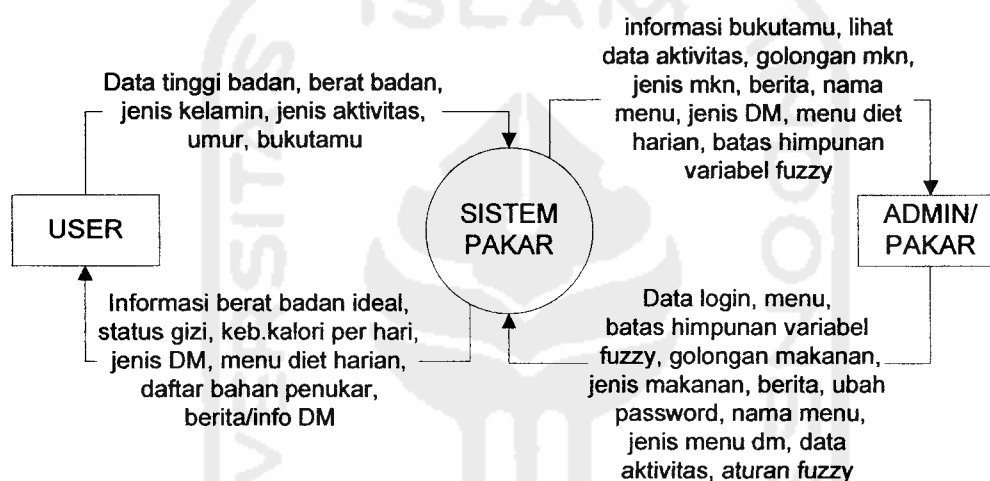 ISLAM
informasi bukutamu, lihat
data aktivitas, golongan mkn,
jenis mkn, berita, nama
menu, jenis DM, menu diet
harian, batas himpunan
variabel fuzzy
Data tinggi badan, berat badan,
jenis kelamin, jenis aktivitas,
umur, bukutamu
USER
SISTEM
PAKAR
ADMIN/
PAKAR
Informasi berat badan ideal,
status gizi, keb.kalori per hari,
jenis DM, menu diet harian,
daftar bahan penukar,
berita/info DM
Data login, menu,
batas himpunan variabel
fuzzy, golongan makanan,
jenis makanan, berita, ubah
password, nama menu,
jenis menu dm, data
aktivitas, aturan fuzzy